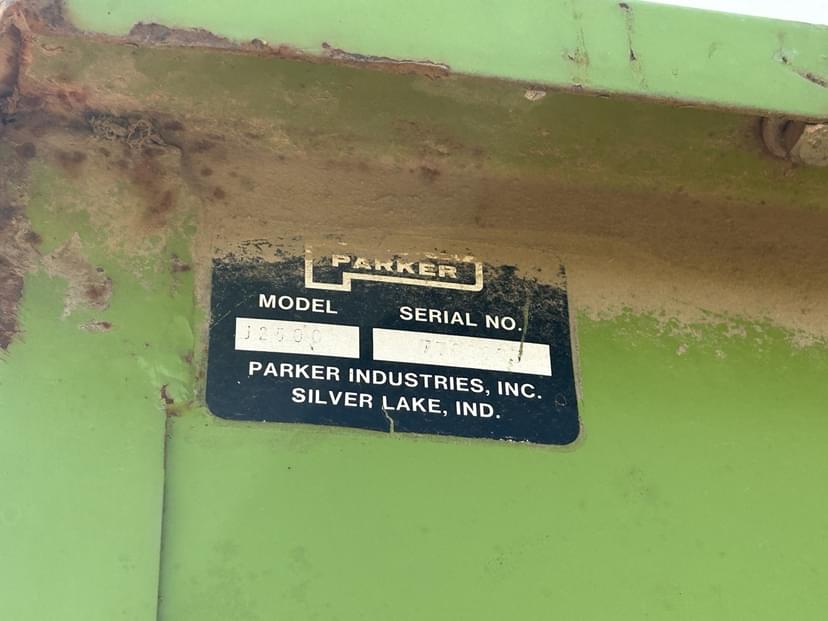 PARKER
MODEL
SERIAL NO.
PARKER INDUSTRIES, INC.
SILVER LAKE, IND.